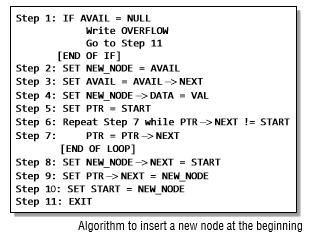 Step 1: IF AVAIL = NULL
Write OVERFLOW
Go to Step 11
[END OF IF]
Step 2: SET NEW_NODE = AVAIL
Step 3: SET AVAIL = AVAIL->NEXT
Step 4: SET NEW_NODE->DATA = VAL
Step 5: SET PTR = START
Step 6: Repeat Step 7 while PTR->NEXT != START
Step 7: PTR = PTR->NEXT
[END OF LOOP]
Step 8: SET NEW_NODE->NEXT = START
Step 9: SET PTR->NEXT = NEW_NODE
Step 10: SET START = NEW_NODE
Step 11: EXIT
Algorithm to insert a new node at the beginning